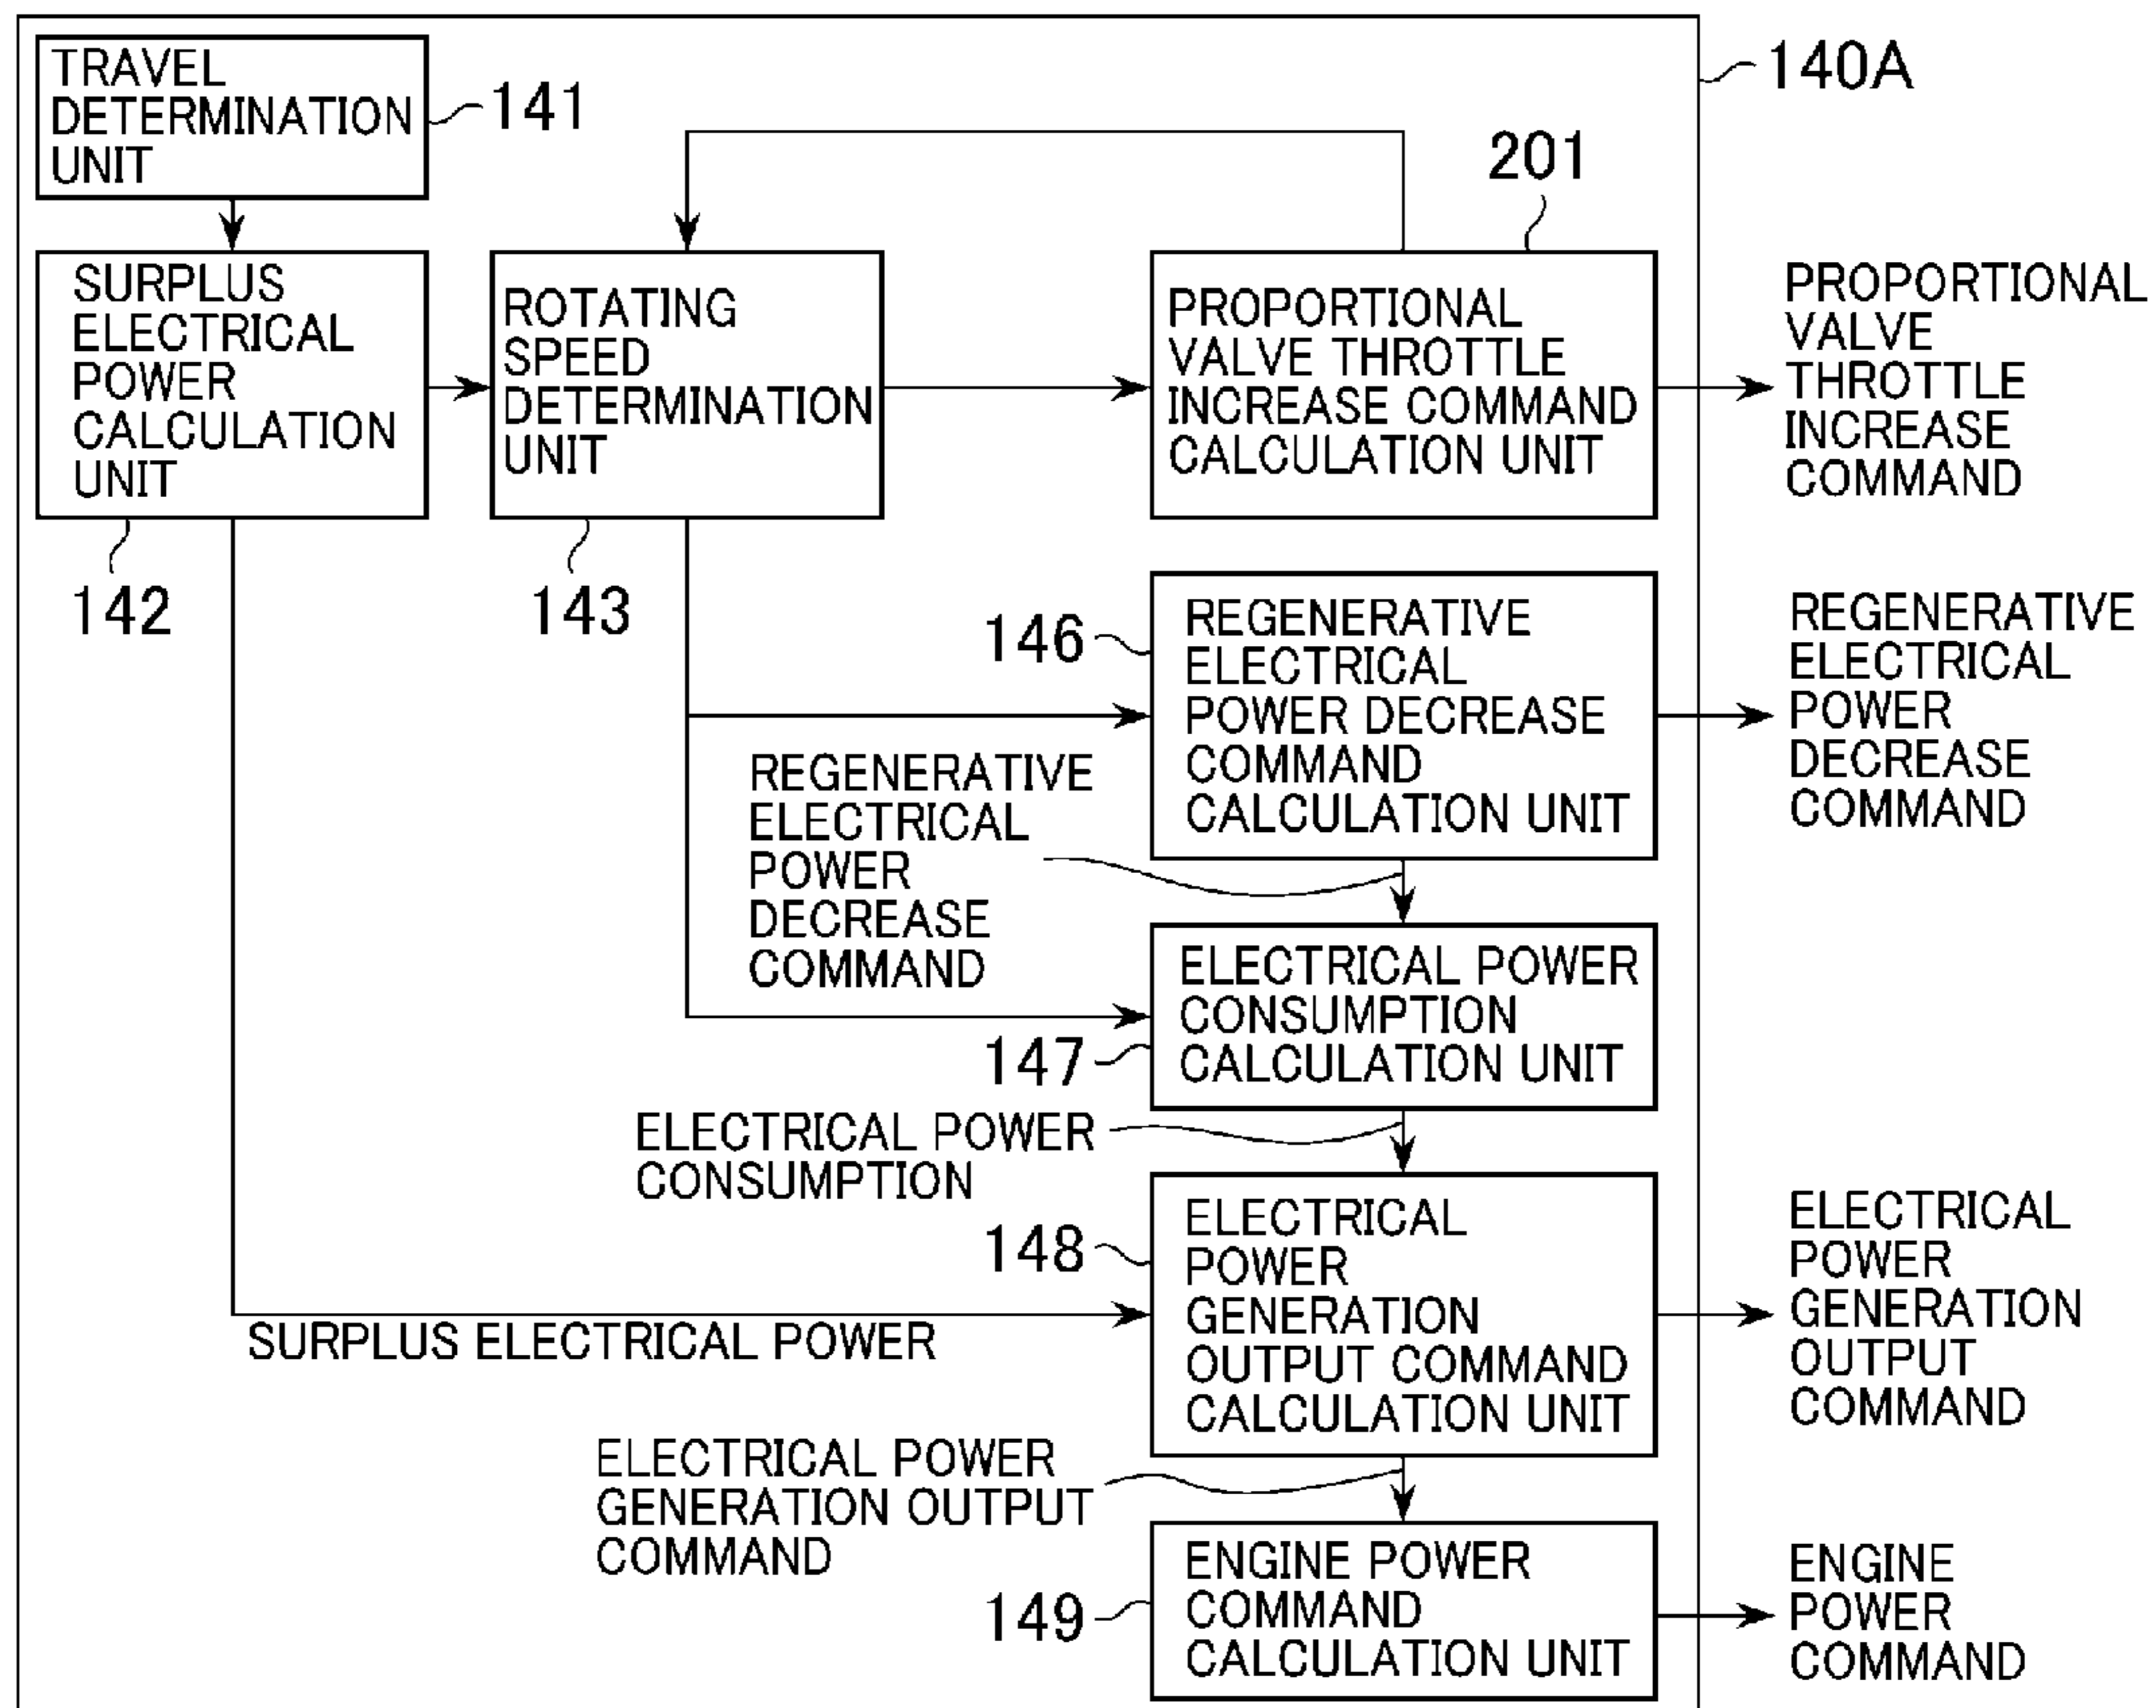 TRAVEL
DETERMINATION
UNIT
141
140A
201
SURPLUS
ELECTRICAL
POWER
CALCULATION
UNIT
142
ROTATING
SPEED
DETERMINATION
UNIT
143
PROPORTIONAL
VALVE THROTTLE
INCREASE COMMAND
CALCULATION UNIT
PROPORTIONAL
VALVE
THROTTLE
INCREASE
COMMAND
146
REGENERATIVE
ELECTRICAL
POWER DECREASE
COMMAND
CALCULATION UNIT
REGENERATIVE
ELECTRICAL
POWER
DECREASE
COMMAND
REGENERATIVE
ELECTRICAL
POWER
DECREASE
COMMAND
ELECTRICAL POWER
CONSUMPTION
CALCULATION UNIT
147
ELECTRICAL POWER
CONSUMPTION
148
ELECTRICAL
POWER
GENERATION
OUTPUT COMMAND
CALCULATION UNIT
ELECTRICAL
POWER
GENERATION
OUTPUT
COMMAND
SURPLUS ELECTRICAL POWER
ELECTRICAL POWER
GENERATION OUTPUT
COMMAND
149
ENGINE POWER
COMMAND
CALCULATION UNIT
ENGINE
POWER
COMMAND